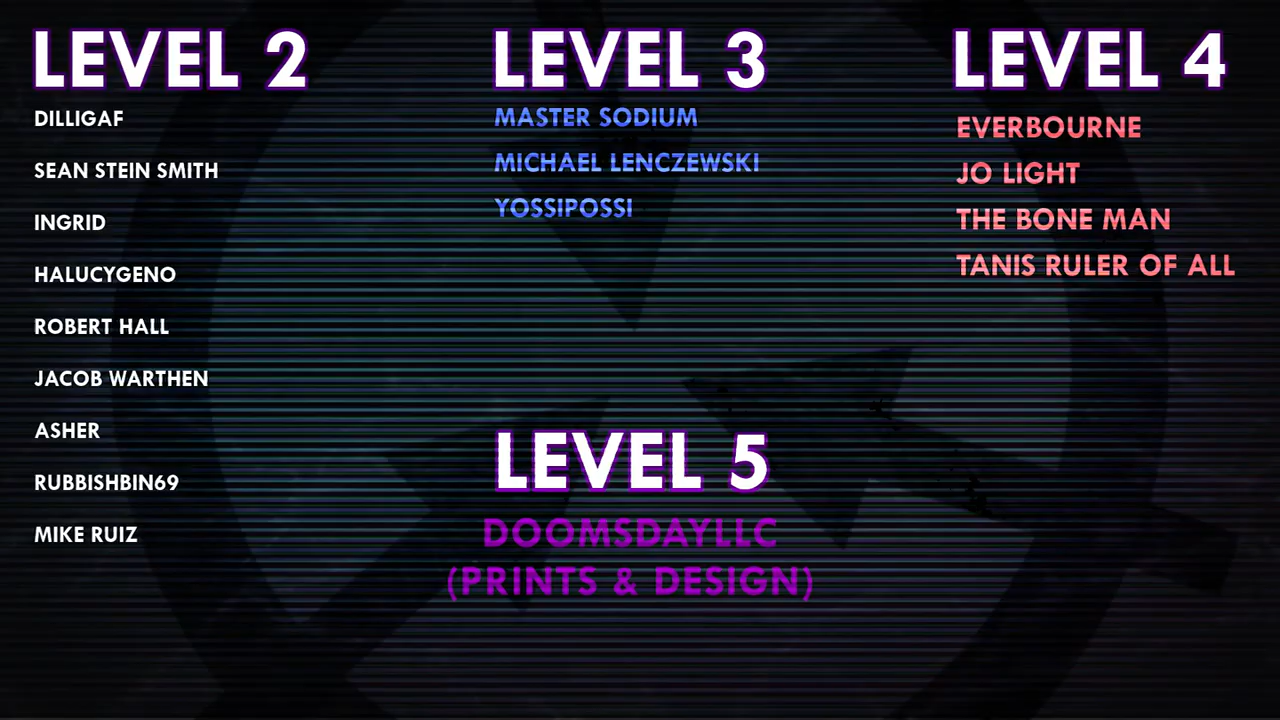 LEVEL 2
DILLIGAF
SEAN STEIN SMITH
INGRID
HALUCYGENO
ROBERT HALL
JACOB WARTHEN
ASHER
RUBBISHBIN69
MIKE RUIZ
LEVEL 3
MASTER SODIUM
MICHAEL LENCZEWSKI
YOSSIPOSSI
LEVEL 4
EVERBOURNE
JO LIGHT
THE BONE MAN
TANIS RULER OF ALL
LEVEL 5
DOOMSDAYLLC
(PRINTS & DESIGN)